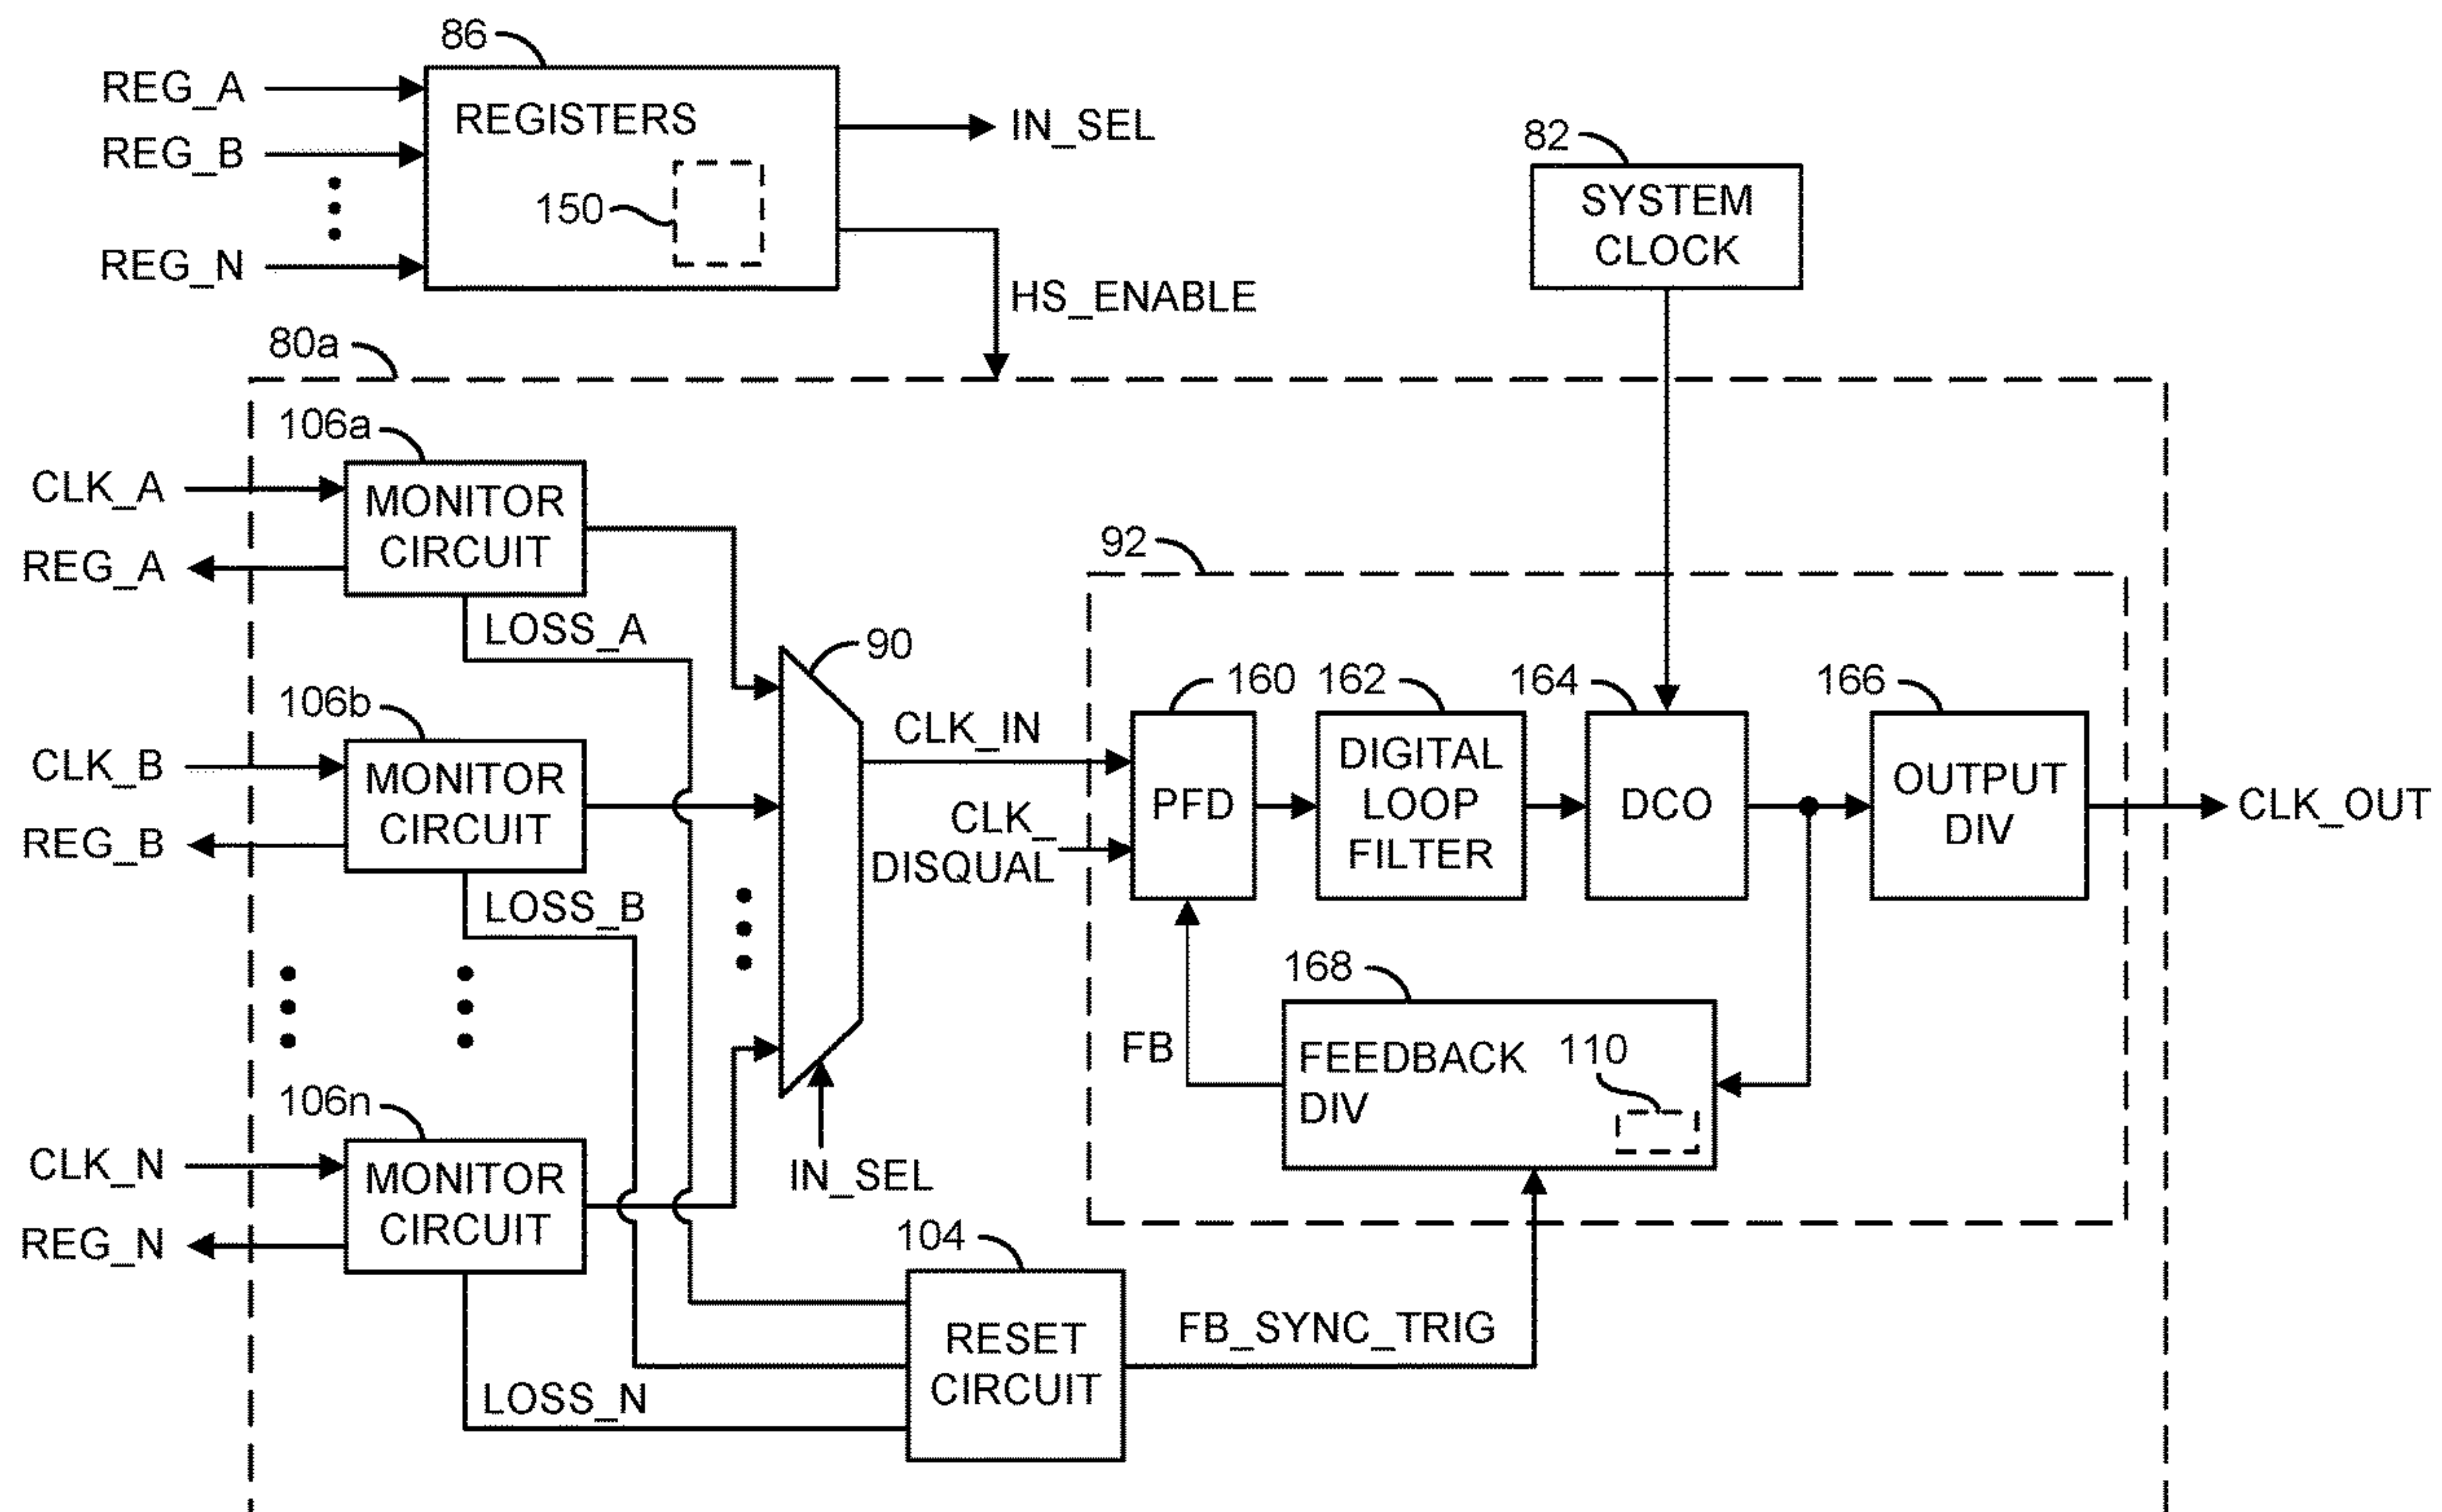 86
REG_A
REGISTERS
IN_SEL
REG_B
82
150
SYSTEM
CLOCK
REG_N
HS_ENABLE
80a
106a
CLK_A
MONITOR
CIRCUIT
REG_A
92
LOSS_A
90
160
162
164
166
106b
CLK_IN
CLK_B
MONITOR
CIRCUIT
REG_B
CLK_
DISQUAL
PFD
DIGITAL
LOOP
FILTER
DCO
OUTPUT
DIV
CLK_OUT
LOSS_B
168
FB
FEEDBACK
DIV
110
106n
CLK_N
MONITOR
CIRCUIT
REG_N
IN_SEL
104
RESET
CIRCUIT
FB_SYNC_TRIG
LOSS_N